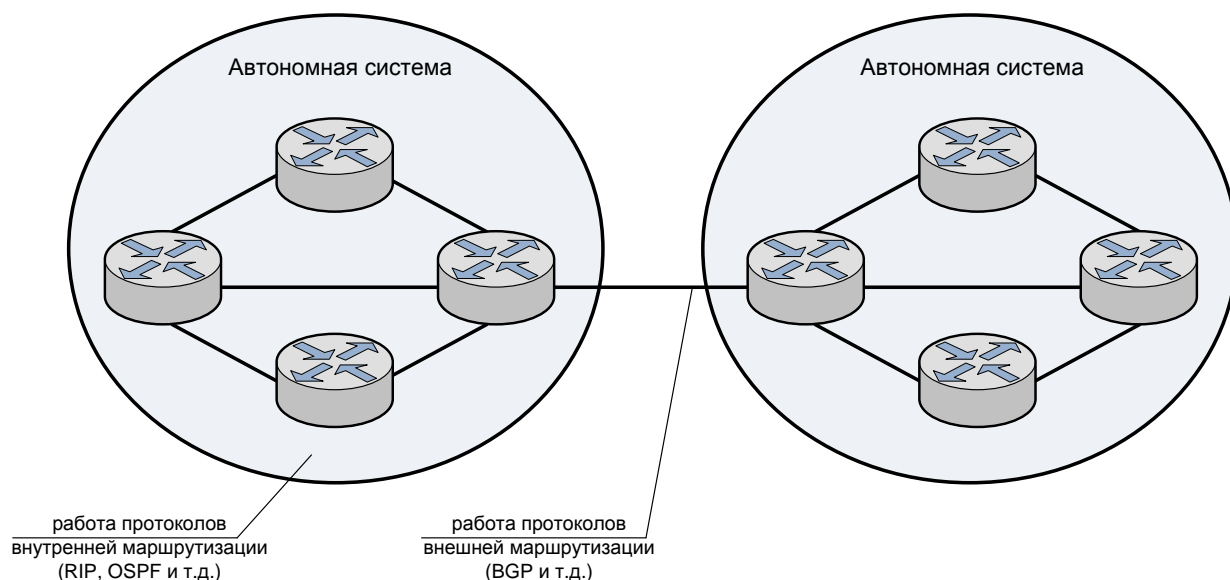 Автономная система
Автономная система
работа протоколов
внутренней маршрутизации
(RIP, OSPF и т.д.)
работа протоколов
внешней маршрутизации
(BGP и т.д.)